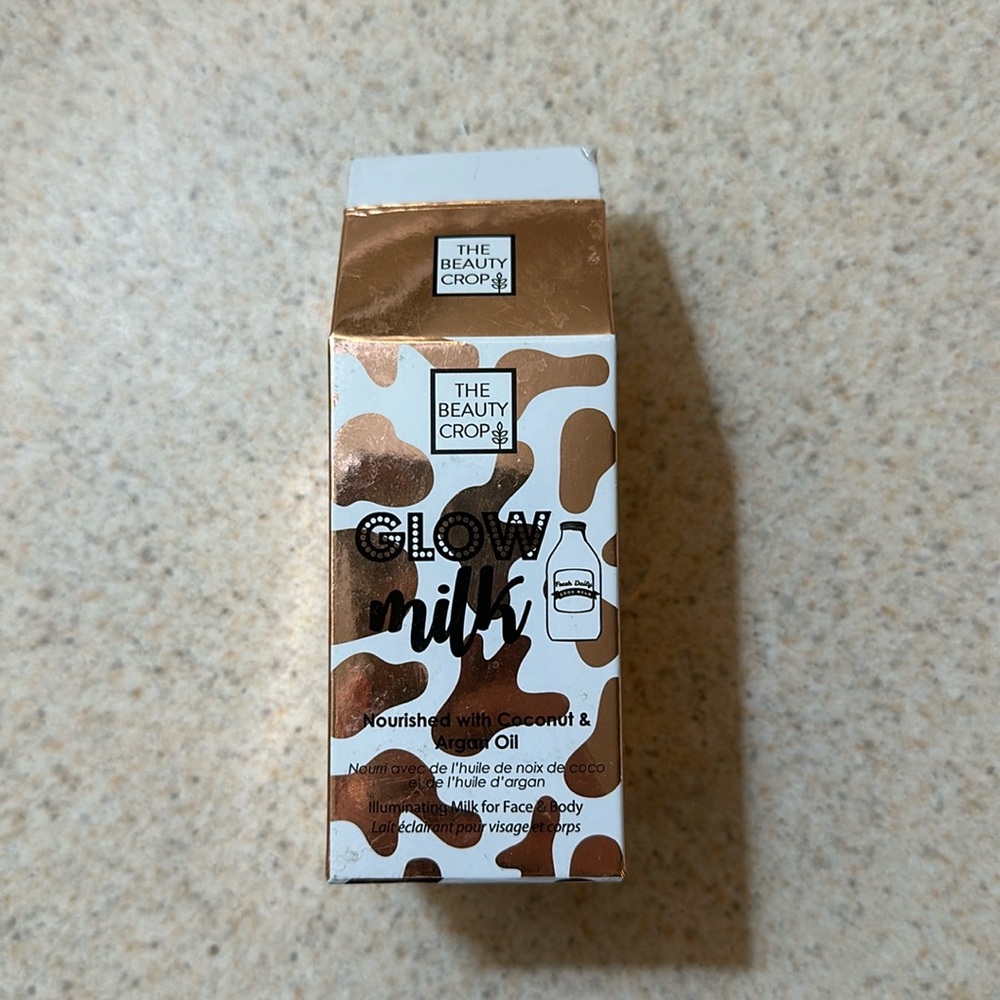 THE
BEAUTY
CROP
THE
BEAUTY
CROP
GLOW
milk
Fresh Daily
GOOD MILK
Nourished with Coconut &
Argan Oil
Nourri avec de l'huile de noix de coco
et de l'huile d'argan
Illuminating Milk for Face & Body
Lait éclairant pour visage et corps